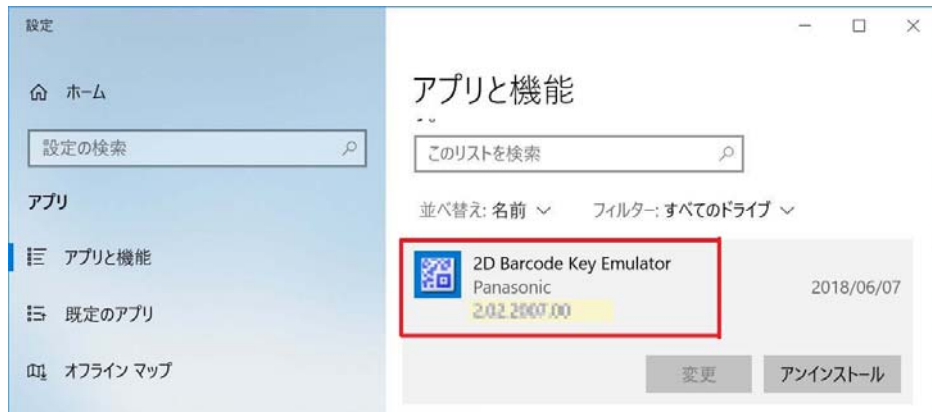 設定
ホーム
設定の検索
アプリ
アプリと機能
既定のアプリ
オフライン マップ
アプリと機能
このリストを検索
並べ替え: 名前
フィルター: すべてのドライブ
2D Barcode Key Emulator
Panasonic
2018/06/07
2.02.2007.00
変更
アンインストール